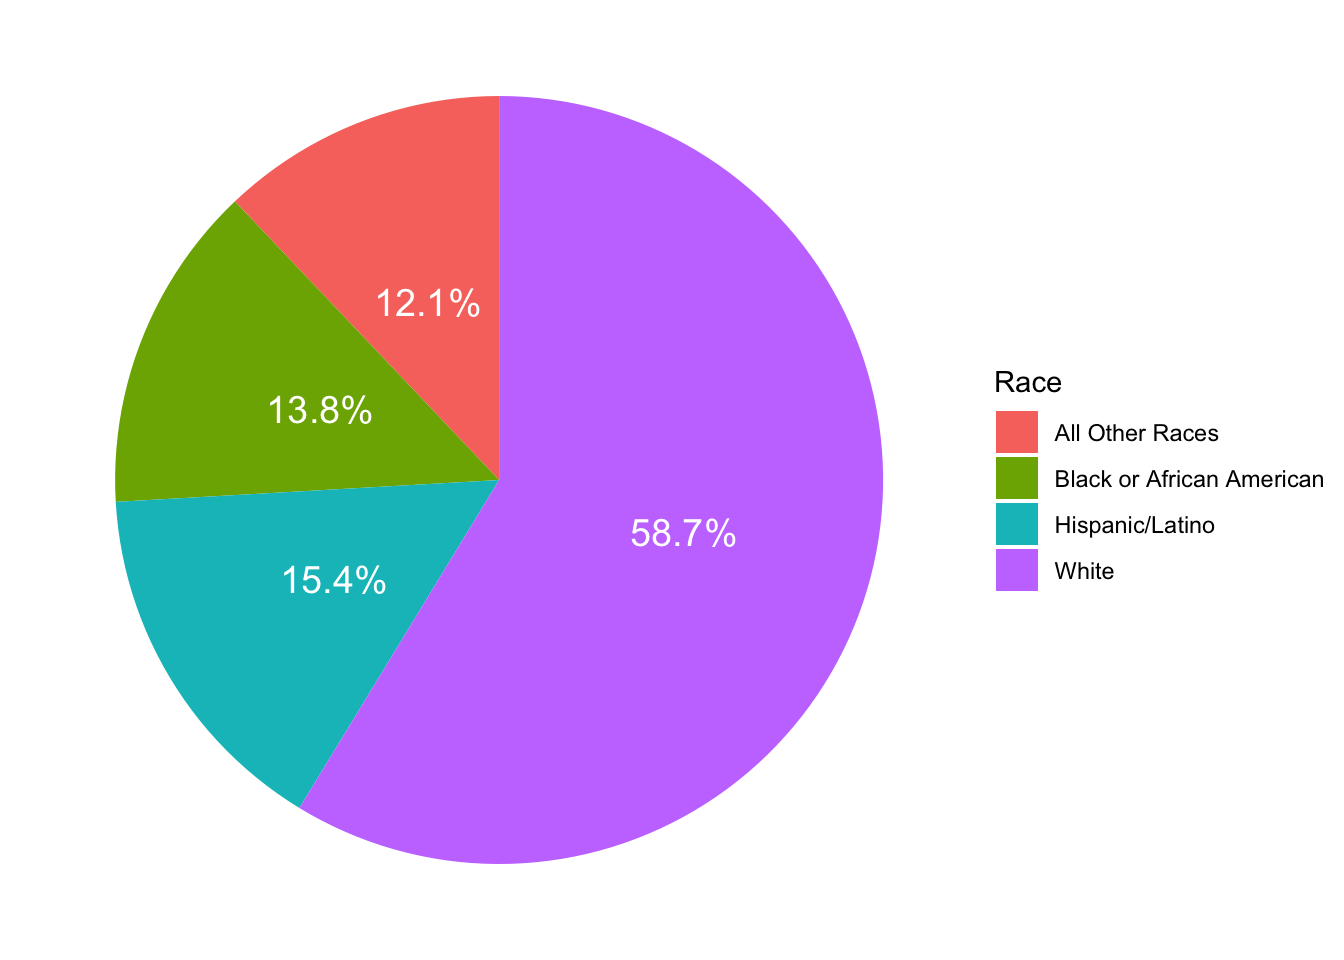 12.1%
13.8%
58.7%
15.4%
Race
All Other Races
Black or African American
Hispanic/Latino
White